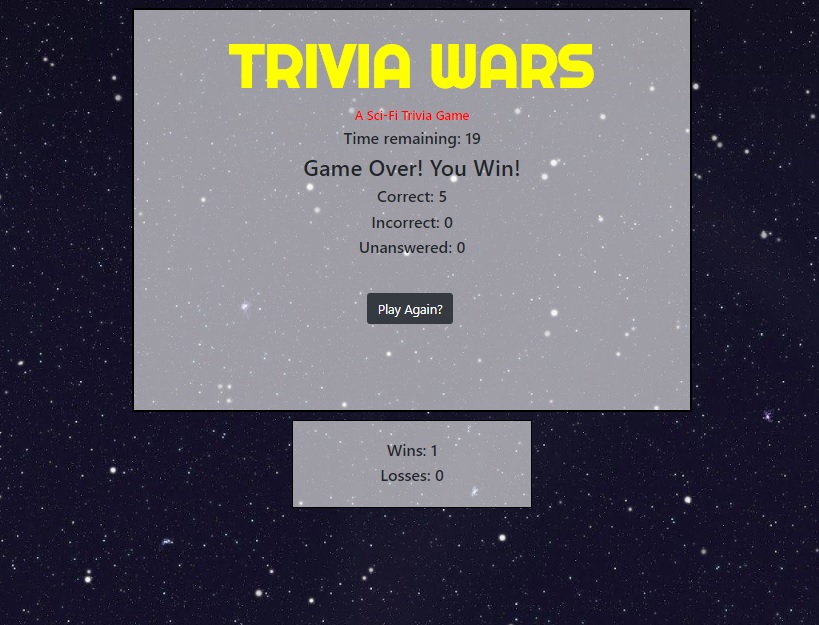 TRIVIA WARS
A Sci-Fi Trivia Game
Time remaining: 19
Game Over! You Win!
Correct: 5
Incorrect: 0
Unanswered: 0
Play Again?
Wins: 1
Losses: 0